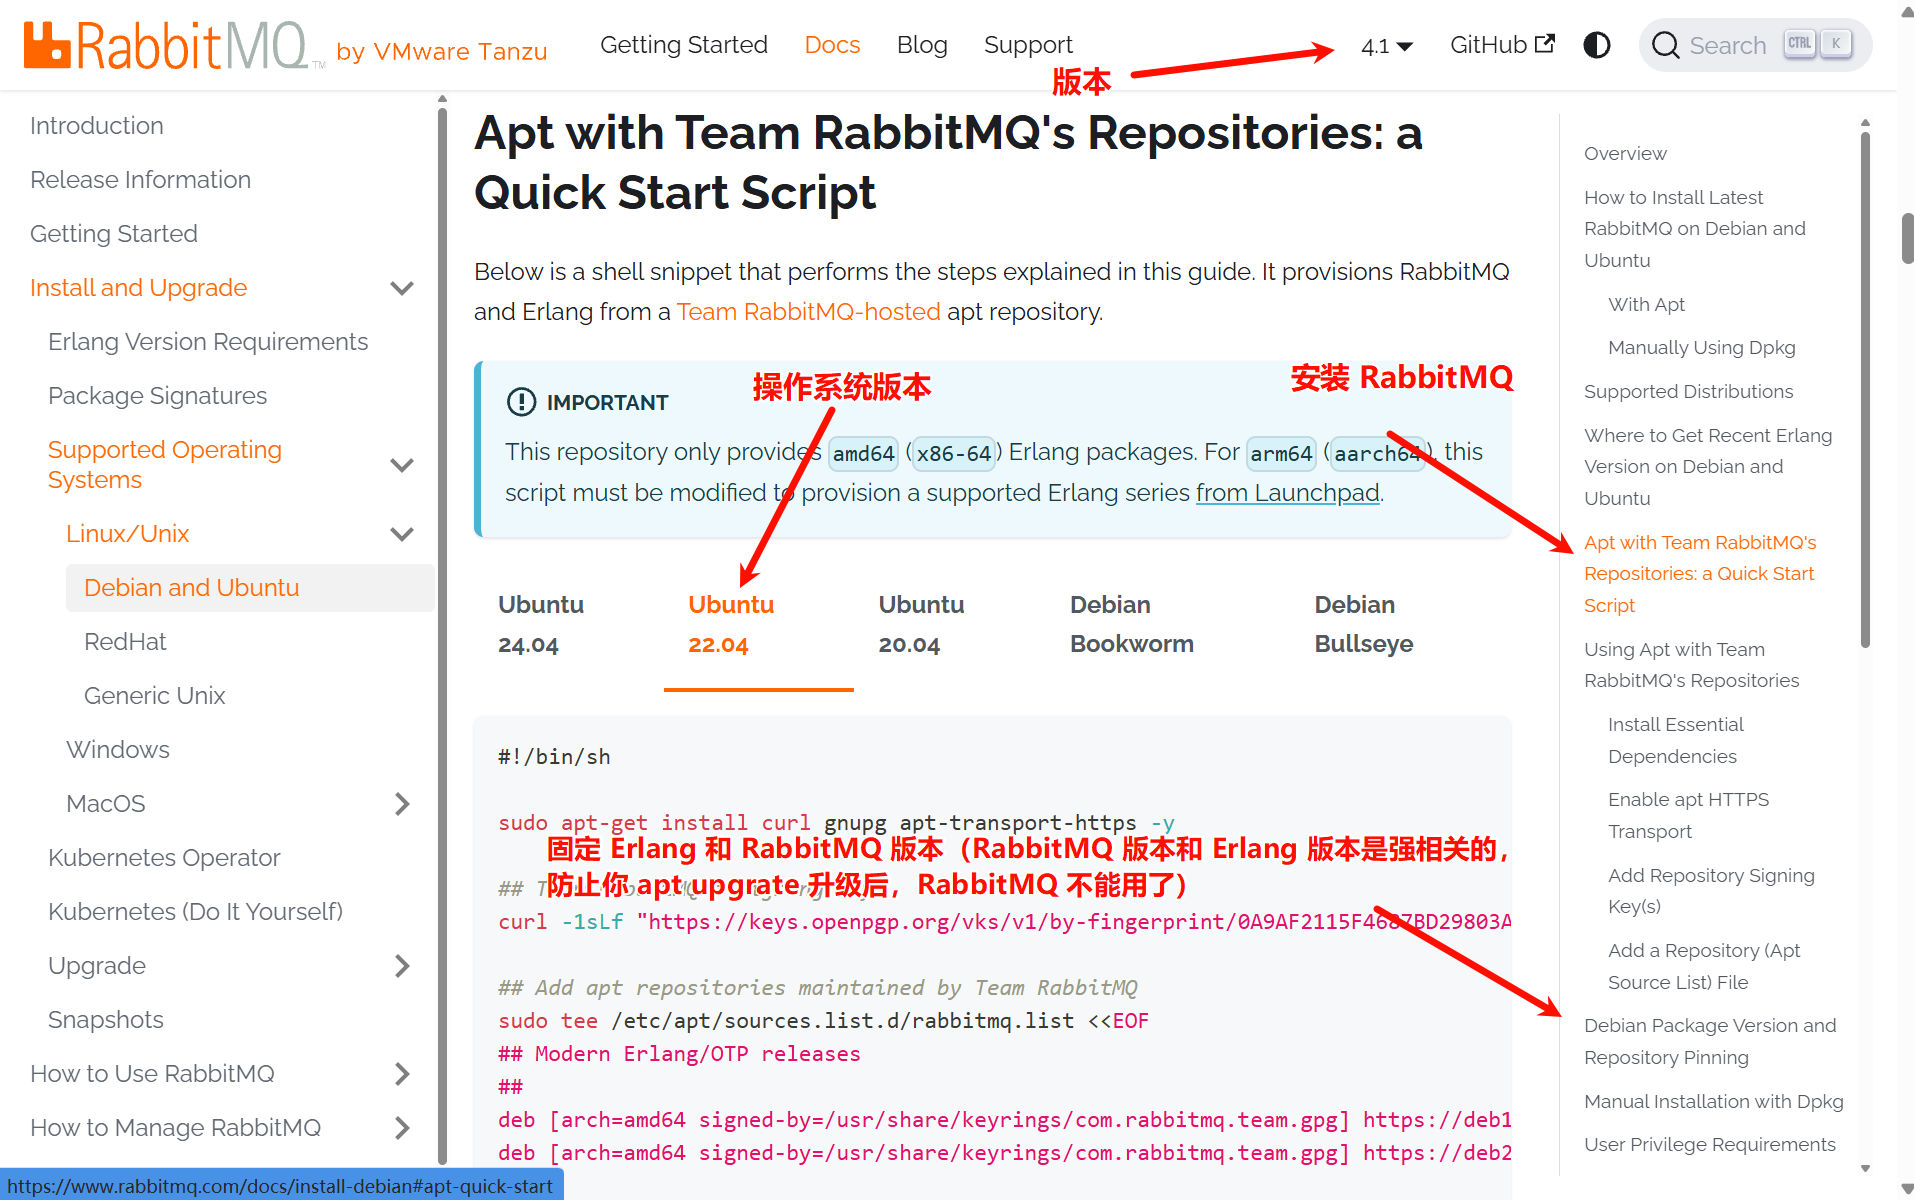 RabbitMQ TM by VMware Tanzu
Getting Started
Docs
Blog
Support
4.1
GitHub
Search
CTRL
K
版本
Introduction
Release Information
Getting Started
Install and Upgrade
Erlang Version Requirements
Package Signatures
Supported Operating
Systems
Linux/Unix
Debian and Ubuntu
RedHat
Generic Unix
Windows
MacOS
Kubernetes Operator
Kubernetes (Do It Yourself)
Upgrade
Snapshots
How to Use RabbitMQ
How to Manage RabbitMQ
https://www.rabbitmq.com/docs/install-debian#apt-quick-start
Apt with Team RabbitMQ's Repositories: a
Quick Start Script
Below is a shell snippet that performs the steps explained in this guide. It provisions RabbitMQ
and Erlang from a Team RabbitMQ-hosted apt repository.
操作系统版本
安装 RabbitMQ
IMPORTANT
This repository only provides amd64 (x86-64) Erlang packages. For arm64 (aarch64), this
script must be modified to provision a supported Erlang series from Launchpad.
Ubuntu
24.04
Ubuntu
22.04
Ubuntu
20.04
Debian
Bookworm
Debian
Bullseye
#!/bin/sh
sudo apt-get install curl gnupg apt-transport-https -y
固定 Erlang 和 RabbitMQ 版本（RabbitMQ 版本和 Erlang 版本是强相关的，
防止你 apt upgrate 升级后，RabbitMQ 不能用了）
##
curl -1sLf "https://keys.openpgp.org/vks/v1/by-fingerprint/0A9AF2115F4687BD29803A
## Add apt repositories maintained by Team RabbitMQ
sudo tee /etc/apt/sources.list.d/rabbitmq.list <<EOF
## Modern Erlang/OTP releases
##
deb [arch=amd64 signed-by=/usr/share/keyrings/com.rabbitmq.team.gpg] https://deb1
deb [arch=amd64 signed-by=/usr/share/keyrings/com.rabbitmq.team.gpg] https://deb2
Overview
How to Install Latest
RabbitMQ on Debian and
Ubuntu
With Apt
Manually Using Dpkg
Supported Distributions
Where to Get Recent Erlang
Version on Debian and
Ubuntu
Apt with Team RabbitMQ's
Repositories: a Quick Start
Script
Using Apt with Team
RabbitMQ's Repositories
Install Essential
Dependencies
Enable apt HTTPS
Transport
Add Repository Signing
Key(s)
Add a Repository (Apt
Source List) File
Debian Package Version and
Repository Pinning
Manual Installation with Dpkg
User Privilege Requirements